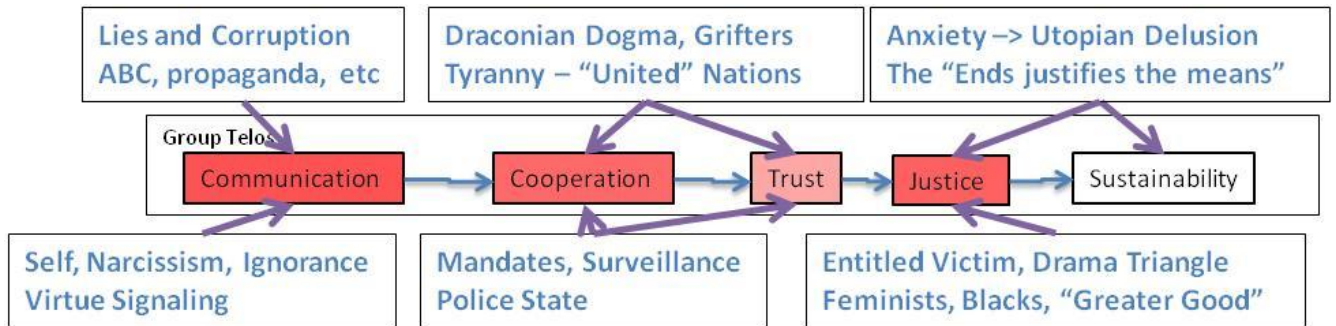 Lies and Corruption
ABC, propaganda, etc
Draconian Dogma, Grifters
Tyranny – “United” Nations
Anxiety –> Utopian Delusion
The “Ends justifies the means”
Group Telos
Communication
Cooperation
Trust
Justice
Sustainability
Self, Narcissism, Ignorance
Virtue Signaling
Mandates, Surveillance
Police State
Entitled Victim, Drama Triangle
Feminists, Blacks, “Greater Good”